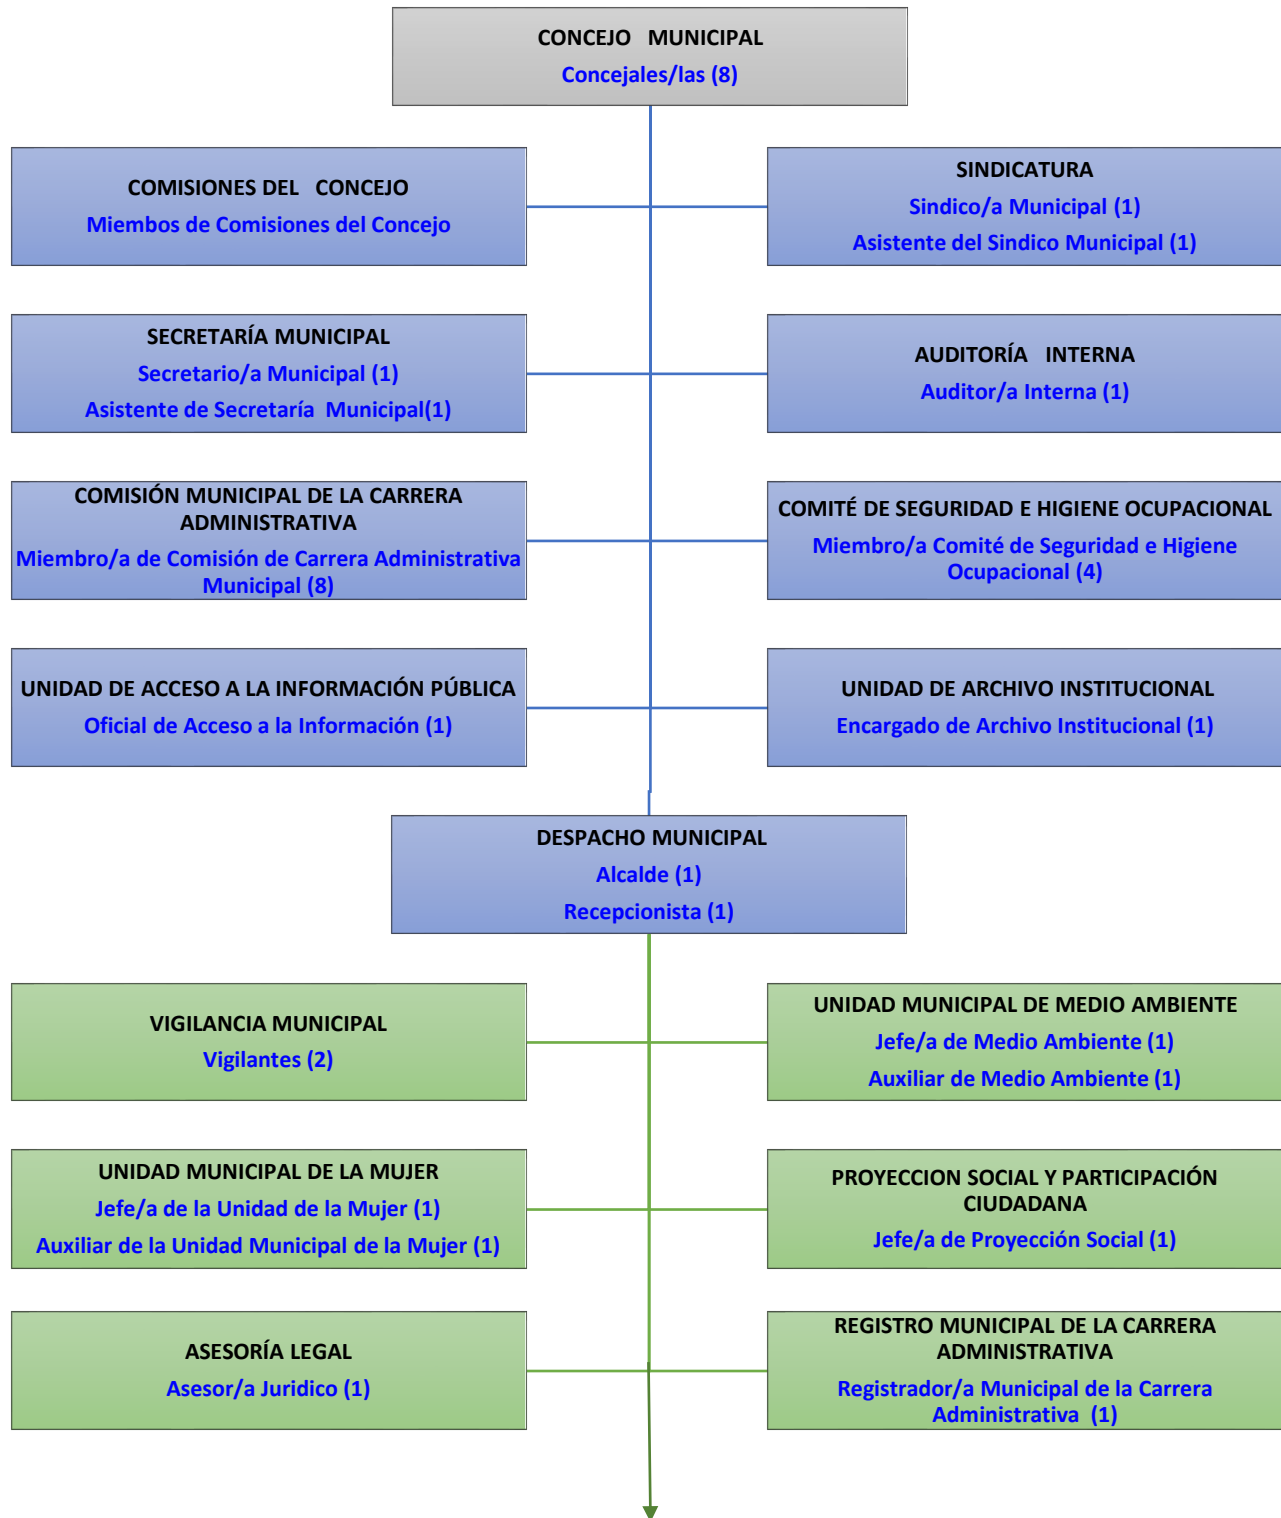 CONCEJO MUNICIPAL
Concejales/las (8)
COMISIONES DEL CONCEJO
Miembos de Comisiones del Concejo
SINDICATURA
Sindico/a Municipal (1)
Asistente del Sindico Municipal (1)
SECRETARÍA MUNICIPAL
Secretario/a Municipal (1)
Asistente de Secretaría Municipal(1)
AUDITORÍA INTERNA
Auditor/a Interna (1)
COMISIÓN MUNICIPAL DE LA CARRERA
ADMINISTRATIVA
Miembro/a de Comisión de Carrera Administrativa
Municipal (8)
COMITÉ DE SEGURIDAD E HIGIENE OCUPACIONAL
Miembro/a Comité de Seguridad e Higiene
Ocupacional (4)
UNIDAD DE ACCESO A LA INFORMACIÓN PÚBLICA
Oficial de Acceso a la Información (1)
UNIDAD DE ARCHIVO INSTITUCIONAL
Encargado de Archivo Institucional (1)
DESPACHO MUNICIPAL
Alcalde (1)
Recepcionista (1)
VIGILANCIA MUNICIPAL
Vigilantes (2)
UNIDAD MUNICIPAL DE MEDIO AMBIENTE
Jefe/a de Medio Ambiente (1)
Auxiliar de Medio Ambiente (1)
UNIDAD MUNICIPAL DE LA MUJER
Jefe/a de la Unidad de la Mujer (1)
Auxiliar de la Unidad Municipal de la Mujer (1)
PROYECCION SOCIAL Y PARTICIPACIÓN
CIUDADANA
Jefe/a de Proyección Social (1)
ASESORÍA LEGAL
Asesor/a Juridico (1)
REGISTRO MUNICIPAL DE LA CARRERA
ADMINISTRATIVA
Registrador/a Municipal de la Carrera
Administrativa (1)